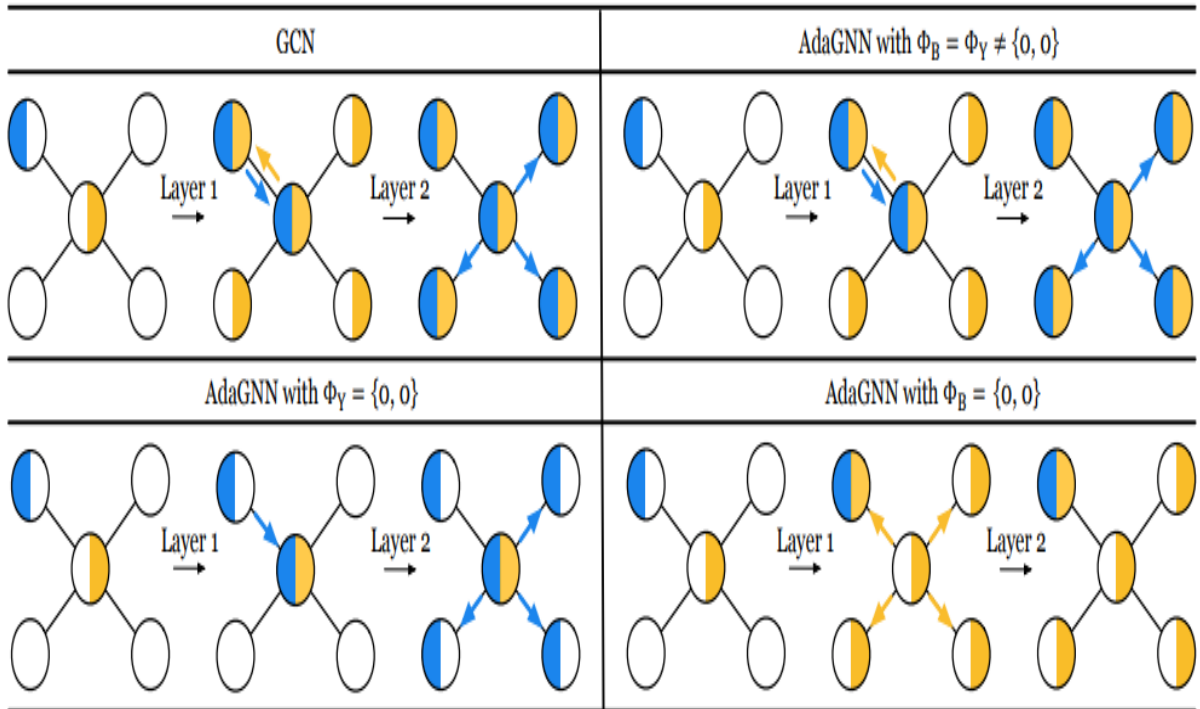 GCN
AdaGNN with Φ_B = Φ_Y ≠ {0, 0}
Layer 1
Layer 2
Layer 1
Layer 2
AdaGNN with Φ_Y = {0, 0}
AdaGNN with Φ_B = {0, 0}
Layer 1
Layer 2
Layer 1
Layer 2